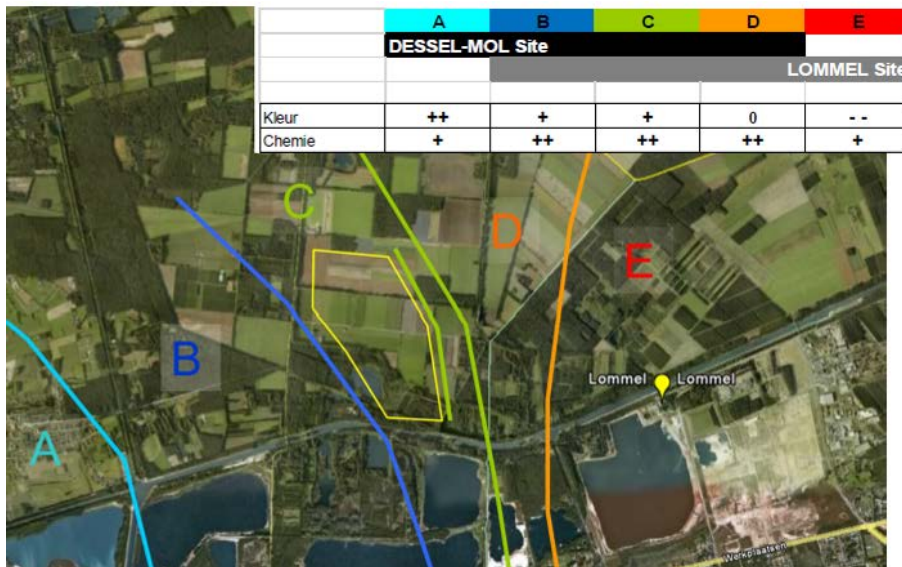 A B C D E
DESSEL-MOL Site
LOMMEL Site
Kleur ++ + + 0 - -
Chemie + ++ ++ ++ +
C
D
E
B
Lommel Lommel
A
Werkplaatsen